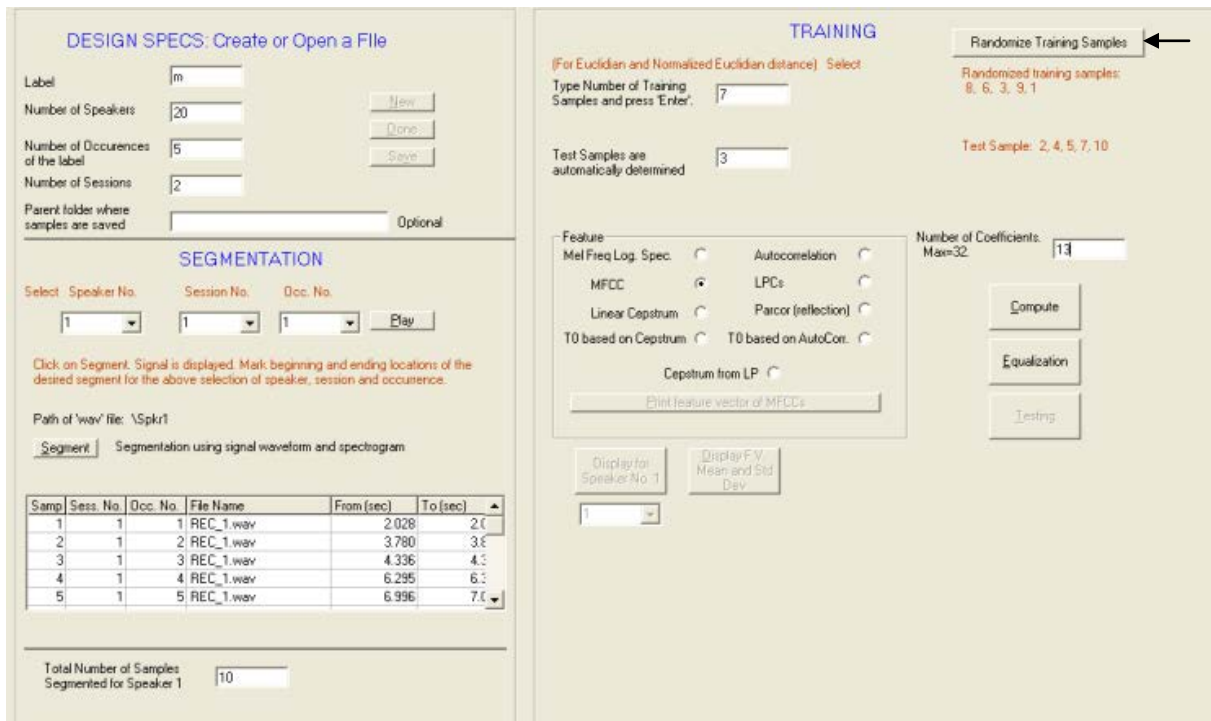 DESIGN SPECS: Create or Open a FIle
Label
m
Number of Speakers
20
Number of Occurences
of the label
5
Number of Sessions
2
Parent folder where
samples are saved
Optional
New
Done
Save
SEGMENTATION
Select Speaker No. Session No. Occ. No.
1 1 1 Play
Click on Segment. Signal is displayed. Mark beginning and ending locations of the
desired segment for the above selection of speaker, session and occurrence.
Path of 'wav' file: \Spkr1
Segment Segmentation using signal waveform and spectrogram
Samp Sess. No. Occ. No. File Name From (sec) To (sec)
1 1 1 REC_1.wav 2.028 2.0
2 1 2 REC_1.wav 3.780 3.8
3 1 3 REC_1.wav 4.336 4.3
4 1 4 REC_1.wav 6.295 6.3
5 1 5 REC_1.wav 6.996 7.0
Total Number of Samples
Segmented for Speaker 1
10
TRAINING
Randomize Training Samples
(For Euclidian and Normalized Euclidian distance) Select
Type Number of Training
Samples and press 'Enter'.
7
Randomized training samples:
8, 6, 3, 9, 1
Test Samples are
automatically determined
3
Test Sample: 2, 4, 5, 7, 10
Feature
Mel Freq Log. Spec. Autocorrelation
MFCC LPCs
Linear Cepstrum Parcor (reflection)
T0 based on Cepstrum T0 based on AutoCorr.
Cepstrum from LP
Print feature vector of MFCCs
Number of Coefficients.
Max=32.
13
Compute
Equalization
Testing
Display for
Speaker No. 1
Display F.V.
Mean and Std
Dev
1